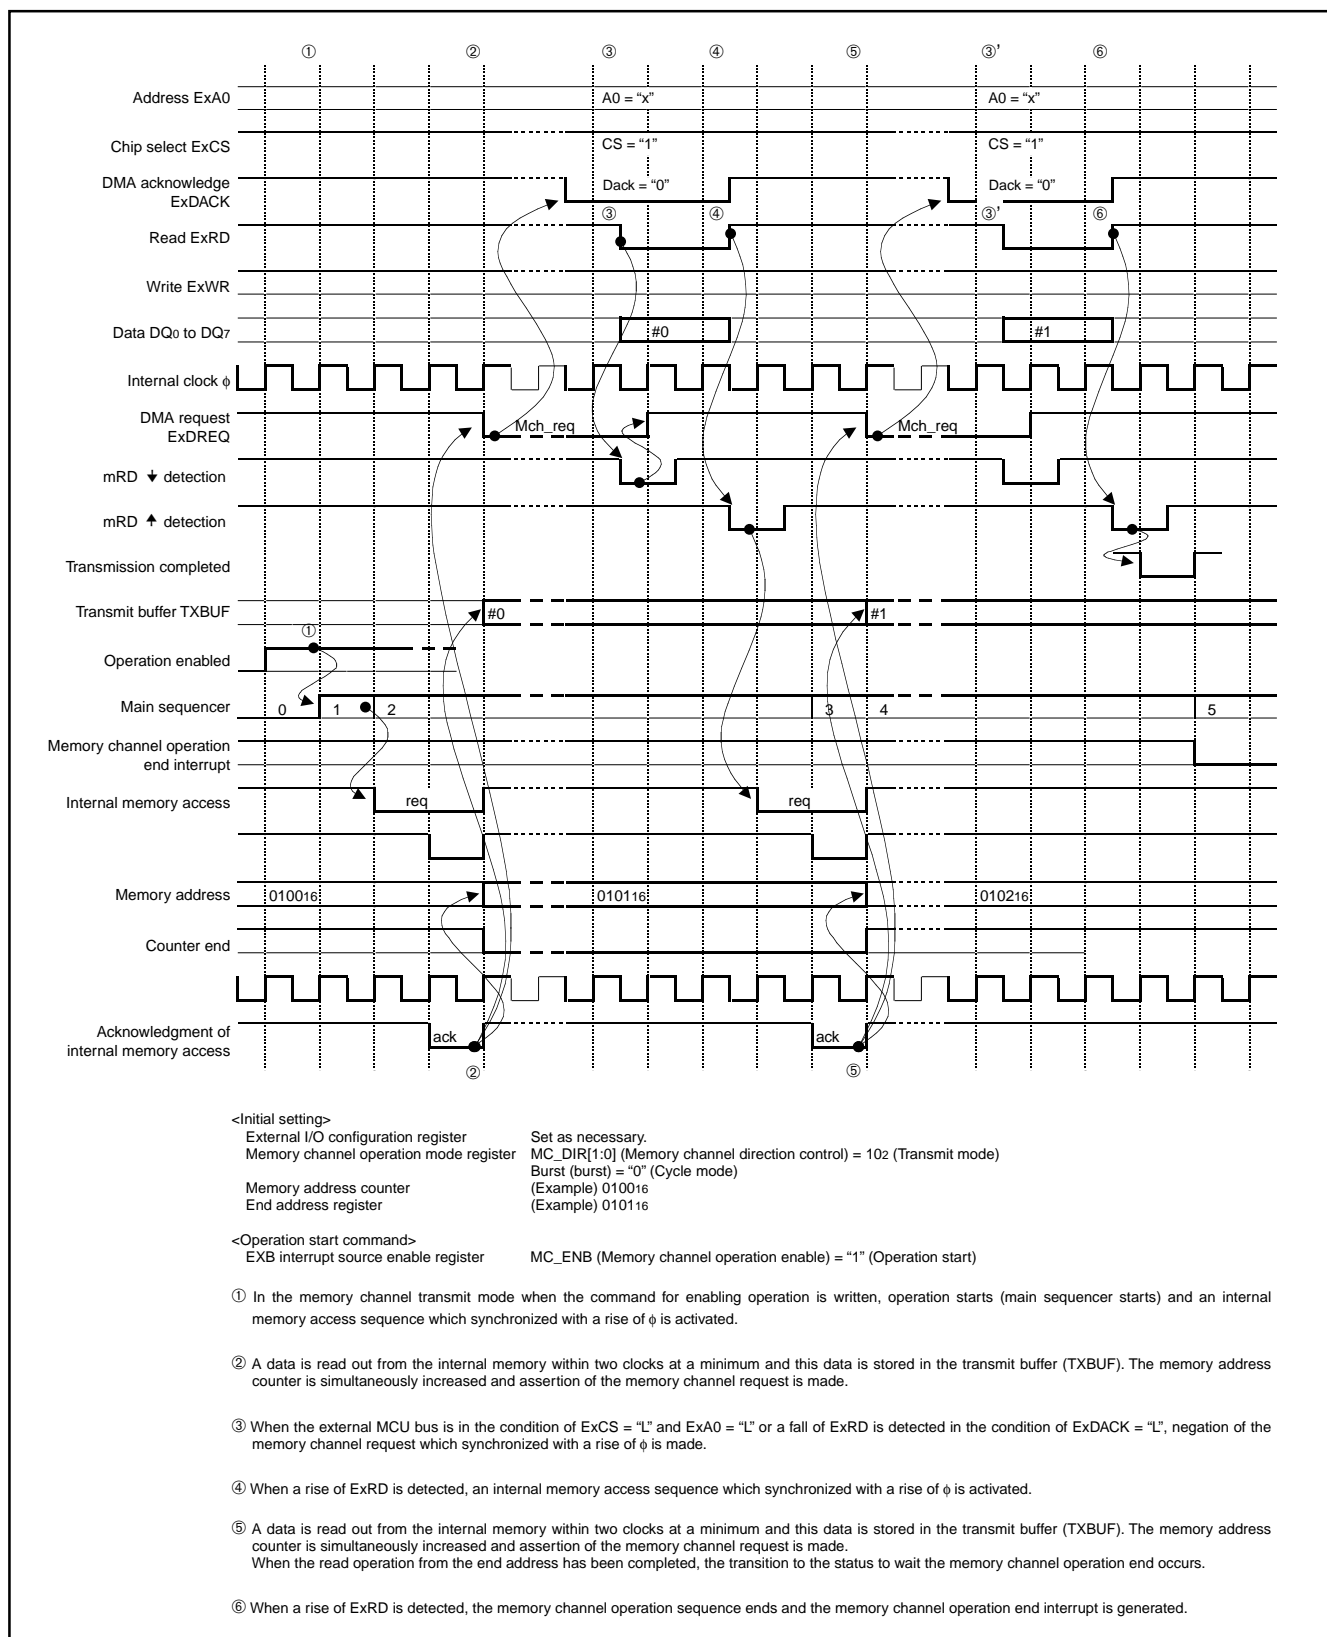 ① ② ③ ④ ⑤ ③' ⑥
Address ExA0 A0 = “x” A0 = “x”
Chip select ExCS CS = “1” CS = “1”
DMA acknowledge
ExDACK Dack = “0” Dack = “0”
③ ④ ③' ⑥
Read ExRD
Write ExWR
Data DQ0 to DQ7 #0 #1
Internal clock ϕ
DMA request
ExDREQ Mch_req Mch_req
mRD ↓ detection
mRD ↑ detection
Transmission completed
Transmit buffer TXBUF #0 #1
①
Operation enabled
Main sequencer 0 1 2 3 4 5
Memory channel operation
end interrupt
Internal memory access req req
Memory address 010016 010116 010216
Counter end
Acknowledgment of
internal memory access ack ack
② ⑤
<Initial setting>
External I/O configuration register Set as necessary.
Memory channel operation mode register MC_DIR[1:0] (Memory channel direction control) = 102 (Transmit mode)
Burst (burst) = “0” (Cycle mode)
Memory address counter (Example) 010016
End address register (Example) 010116
<Operation start command>
EXB interrupt source enable register MC_ENB (Memory channel operation enable) = “1” (Operation start)
① In the memory channel transmit mode when the command for enabling operation is written, operation starts (main sequencer starts) and an internal
memory access sequence which synchronized with a rise of ϕ is activated.
② A data is read out from the internal memory within two clocks at a minimum and this data is stored in the transmit buffer (TXBUF). The memory address
counter is simultaneously increased and assertion of the memory channel request is made.
③ When the external MCU bus is in the condition of ExCS = “L” and ExA0 = “L” or a fall of ExRD is detected in the condition of ExDACK = “L”, negation of the
memory channel request which synchronized with a rise of ϕ is made.
④ When a rise of ExRD is detected, an internal memory access sequence which synchronized with a rise of ϕ is activated.
⑤ A data is read out from the internal memory within two clocks at a minimum and this data is stored in the transmit buffer (TXBUF). The memory address
counter is simultaneously increased and assertion of the memory channel request is made.
When the read operation from the end address has been completed, the transition to the status to wait the memory channel operation end occurs.
⑥ When a rise of ExRD is detected, the memory channel operation sequence ends and the memory channel operation end interrupt is generated.